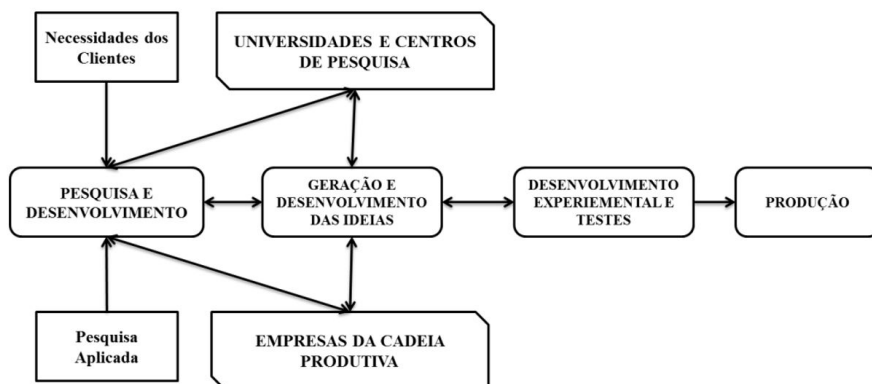 Necessidades dos
Clientes
UNIVERSIDADES E CENTROS
DE PESQUISA
PESQUISA E
DESENVOLVIMENTO
GERAÇÃO E
DESENVOLVIMENTO
DAS IDEIAS
DESENVOLVIMENTO
EXPERIEMENTAL E
TESTES
PRODUÇÃO
Pesquisa
Aplicada
EMPRESAS DA CADEIA
PRODUTIVA